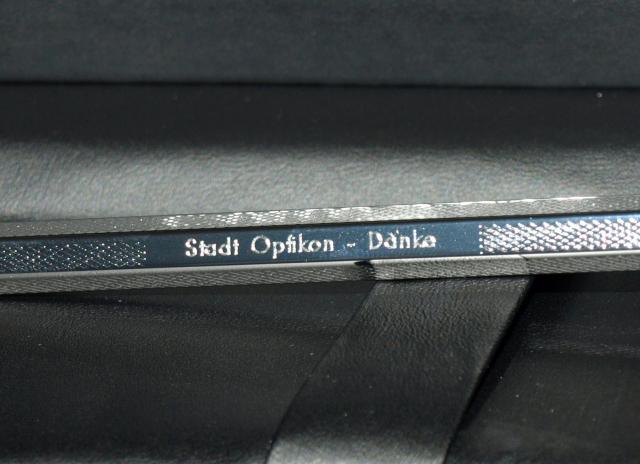 Stadt Opfikon - Danke